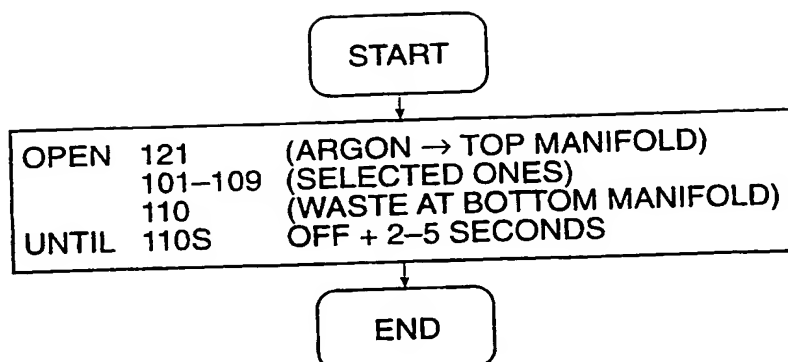 START
OPEN 121 (ARGON → TOP MANIFOLD)
101–109 (SELECTED ONES)
110 (WASTE AT BOTTOM MANIFOLD)
UNTIL 110S OFF + 2–5 SECONDS
END